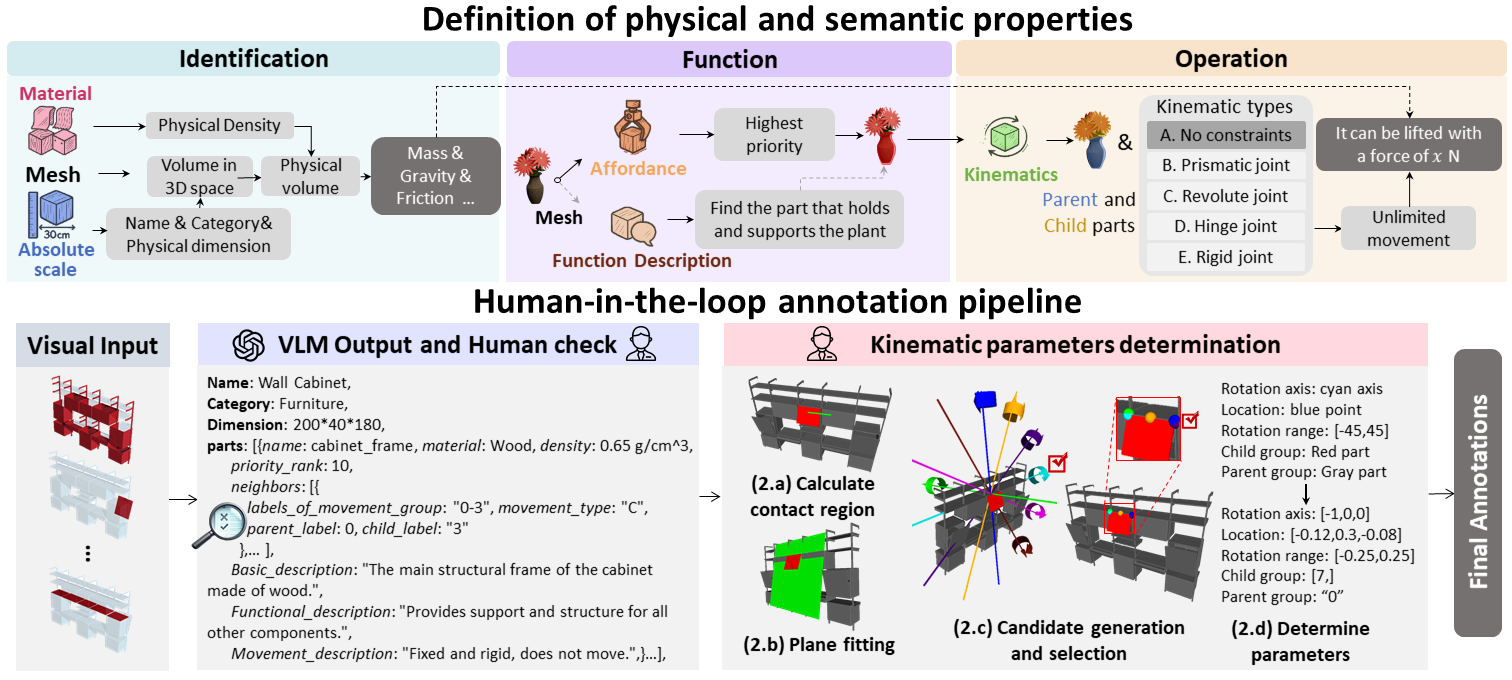 Definition of physical and semantic properties
Identification
Material
Physical Density
Mesh
Volume in
3D space
Physical
volume
30cm
Absolute
scale
Name & Category&
Physical dimension
Mass &
Gravity &
Friction ...
Function
Mesh
Affordance
Highest
priority
Function Description
Find the part that holds
and supports the plant
Operation
Kinematics
&
Parent and
Child parts
Kinematic types
A. No constraints
B. Prismatic joint
C. Revolute joint
D. Hinge joint
E. Rigid joint
It can be lifted with
a force of x N
Unlimited
movement
Human-in-the-loop annotation pipeline
Visual Input
VLM Output and Human check
Name: Wall Cabinet,
Category: Furniture,
Dimension: 200*40*180,
parts: [{name: cabinet_frame, material: Wood, density: 0.65 g/cm^3,
priority_rank: 10,
neighbors: [{
labels_of_movement_group: "0-3", movement_type: "C",
parent_label: 0, child_label: "3"
},... ],
Basic_description: "The main structural frame of the cabinet
made of wood.",
Functional_description: "Provides support and structure for all
other components.",
Movement_description: "Fixed and rigid, does not move.",}...],
Kinematic parameters determination
(2.a) Calculate
contact region
(2.b) Plane fitting
(2.c) Candidate generation
and selection
Rotation axis: cyan axis
Location: blue point
Rotation range: [-45,45]
Child group: Red part
Parent group: Gray part
Rotation axis: [-1,0,0]
Location: [-0.12,0.3,-0.08]
Rotation range: [-0.25,0.25]
Child group: [7,]
Parent group: “0”
(2.d) Determine
parameters
Final Annotations